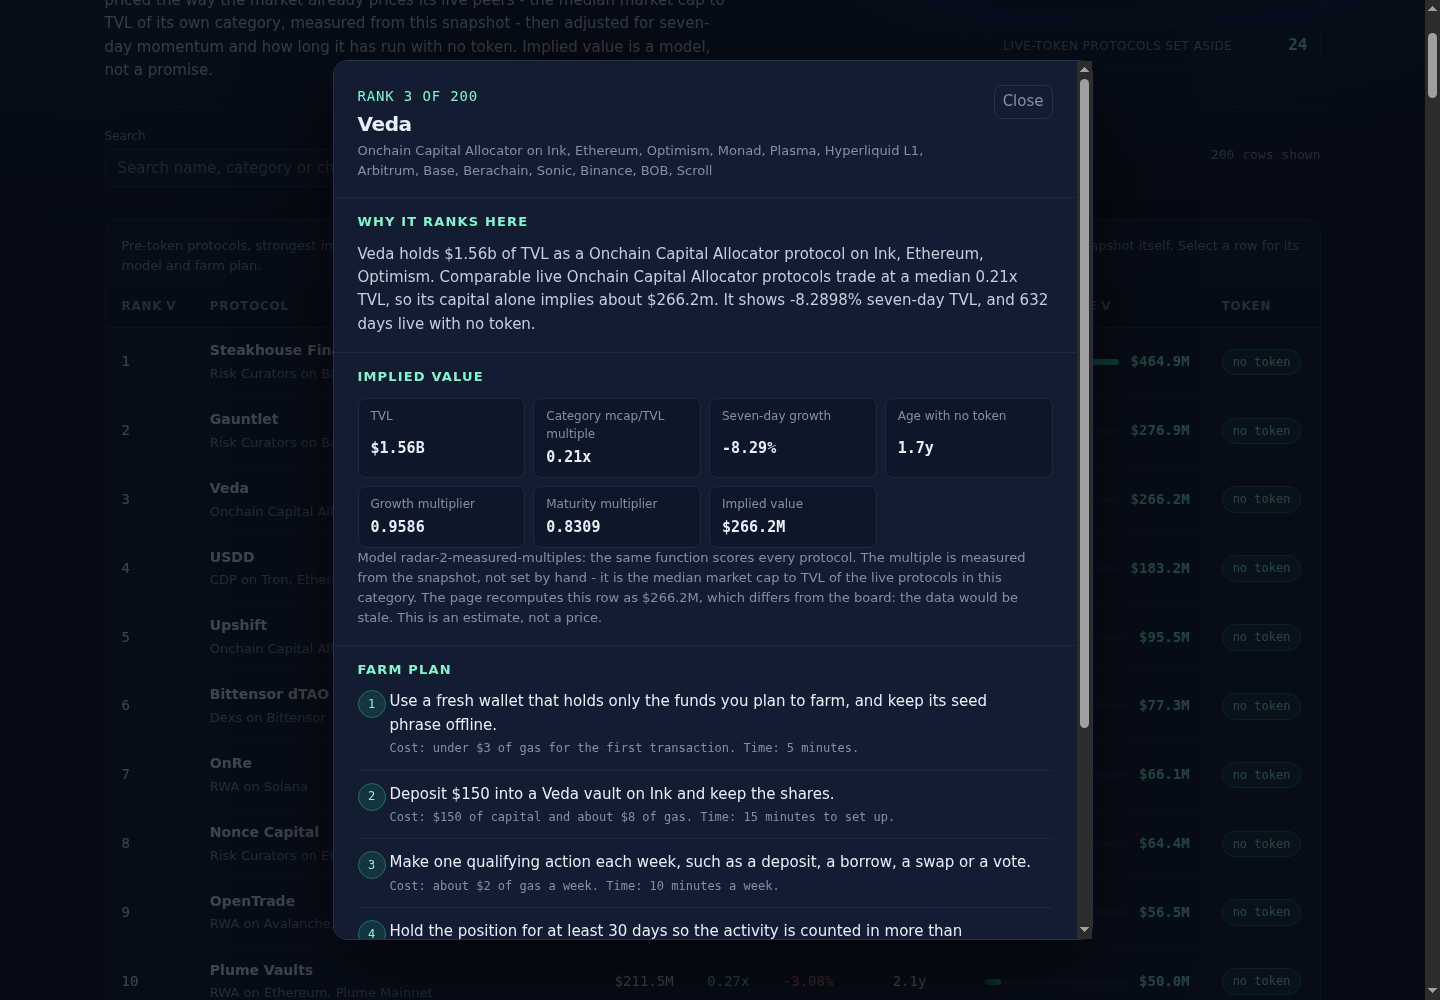 priced the way the market already prices its live peers - the median market cap to
TVL of its own category, measured from this snapshot - then adjusted for seven-
day momentum and how long it has run with no token. Implied value is a model,
not a promise.
LIVE-TOKEN PROTOCOLS SET ASIDE 24
Search
Search name, category or ch
200 rows shown
Pre-token protocols, strongest im
apshot itself. Select a row for its
model and farm plan.
RANK V PROTOCOL E V TOKEN
1 Steakhouse Fin $464.9M no token
Risk Curators on Ba
2 Gauntlet $276.9M no token
Risk Curators on Ba
3 Veda $266.2M no token
Onchain Capital All
4 USDD $183.2M no token
CDP on Tron, Ether
5 Upshift $95.5M no token
Onchain Capital All
6 Bittensor dTAO $77.3M no token
Dexs on Bittensor
7 OnRe $66.1M no token
RWA on Solana
8 Nonce Capital $64.4M no token
Risk Curators on Et
9 OpenTrade $56.5M no token
RWA on Avalanche,
10 Plume Vaults $211.5M 0.27x -3.08% 2.1y $50.0M no token
RWA on Ethereum, Plume Mainnet
RANK 3 OF 200
Close
Veda
Onchain Capital Allocator on Ink, Ethereum, Optimism, Monad, Plasma, Hyperliquid L1,
Arbitrum, Base, Berachain, Sonic, Binance, BOB, Scroll
WHY IT RANKS HERE
Veda holds $1.56b of TVL as a Onchain Capital Allocator protocol on Ink, Ethereum,
Optimism. Comparable live Onchain Capital Allocator protocols trade at a median 0.21x
TVL, so its capital alone implies about $266.2m. It shows -8.2898% seven-day TVL, and 632
days live with no token.
IMPLIED VALUE
TVL
$1.56B
Category mcap/TVL
multiple
0.21x
Seven-day growth
-8.29%
Age with no token
1.7y
Growth multiplier
0.9586
Maturity multiplier
0.8309
Implied value
$266.2M
Model radar-2-measured-multiples: the same function scores every protocol. The multiple is measured
from the snapshot, not set by hand - it is the median market cap to TVL of the live protocols in this
category. The page recomputes this row as $266.2M, which differs from the board: the data would be
stale. This is an estimate, not a price.
FARM PLAN
1 Use a fresh wallet that holds only the funds you plan to farm, and keep its seed
phrase offline.
Cost: under $3 of gas for the first transaction. Time: 5 minutes.
2 Deposit $150 into a Veda vault on Ink and keep the shares.
Cost: $150 of capital and about $8 of gas. Time: 15 minutes to set up.
3 Make one qualifying action each week, such as a deposit, a borrow, a swap or a vote.
Cost: about $2 of gas a week. Time: 10 minutes a week.
4 Hold the position for at least 30 days so the activity is counted in more than